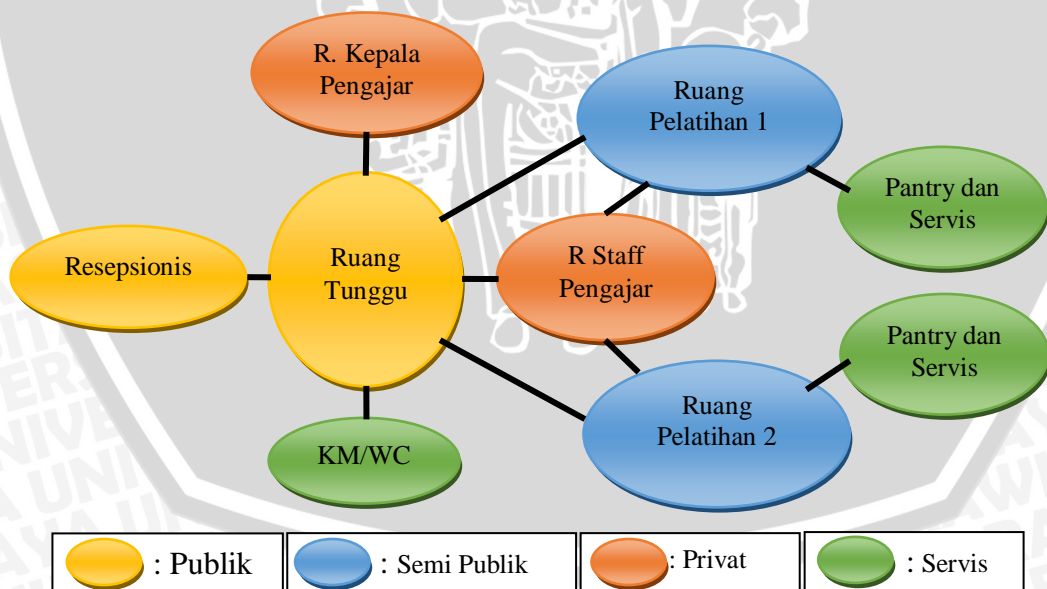 R. Kepala
Pengajar
Ruang
Pelatihan 1
Pantry dan
Servis
Resepsionis
Ruang
Tunggu
R Staff
Pengajar
Pantry dan
Servis
Ruang
Pelatihan 2
KM/WC
: Publik
: Semi Publik
: Privat
: Servis